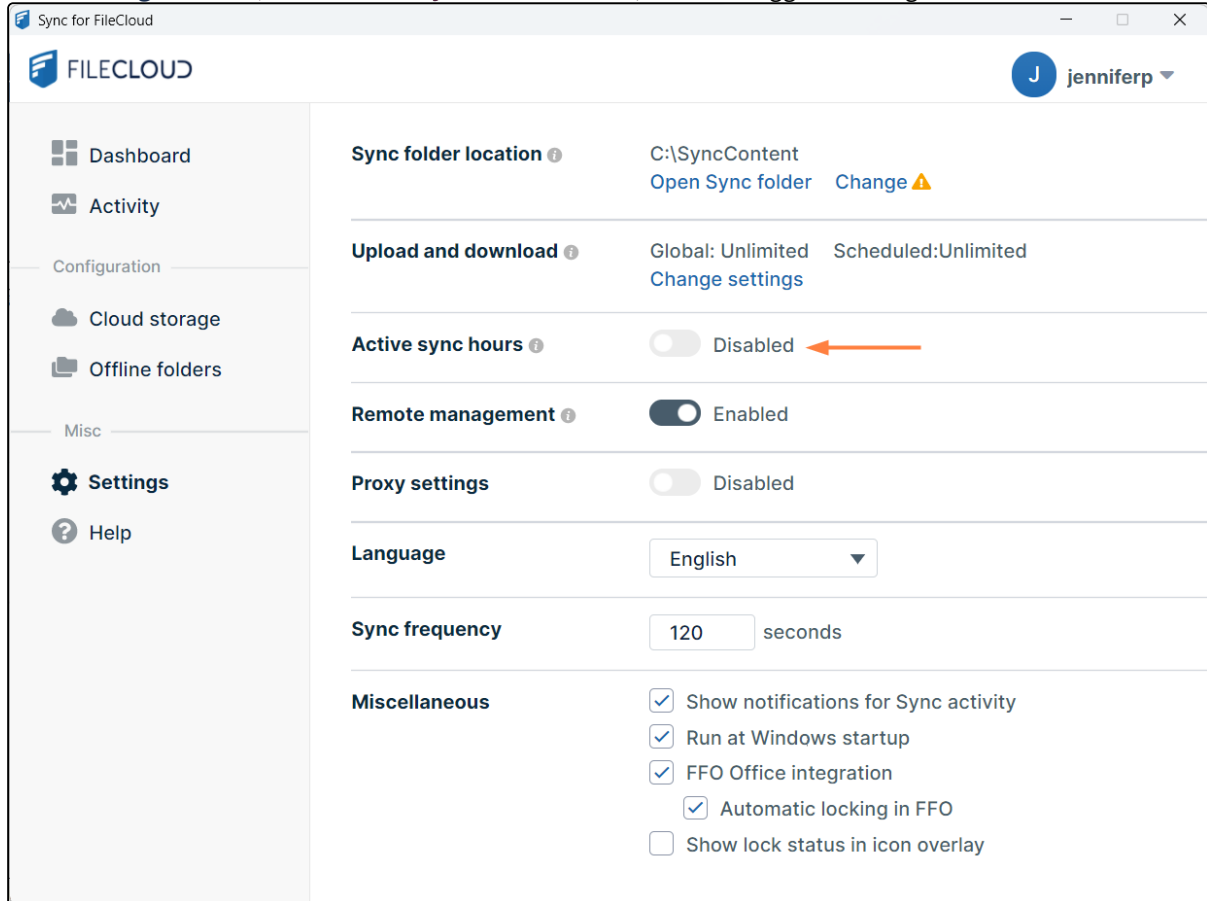 Sync for FileCloud
FILECLOUD
J jenniferp
Dashboard
Activity
Configuration
Cloud storage
Offline folders
Misc
Settings
Help
Sync folder location C:\SyncContent
Open Sync folder Change
Upload and download Global: Unlimited Scheduled:Unlimited
Change settings
Active sync hours Disabled
Remote management Enabled
Proxy settings Disabled
Language English
Sync frequency 120 seconds
Miscellaneous Show notifications for Sync activity
Run at Windows startup
FFO Office integration
Automatic locking in FFO
Show lock status in icon overlay